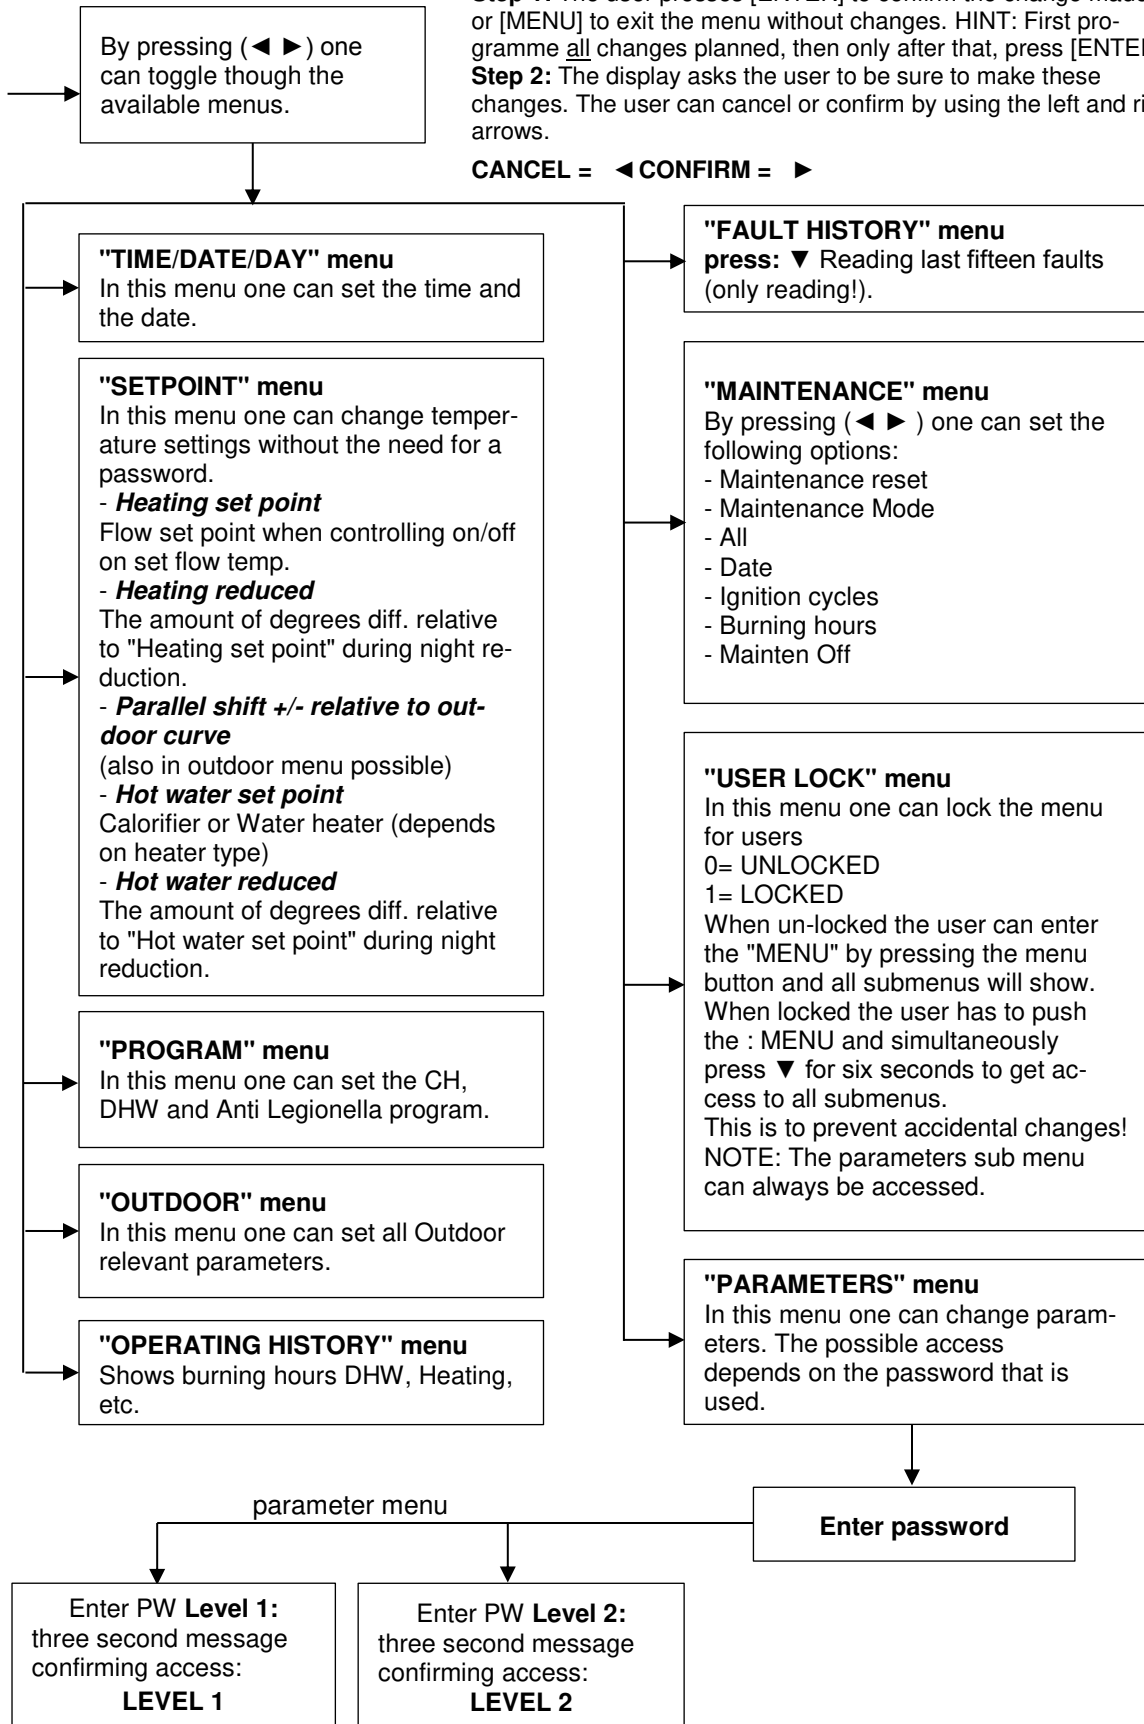 Step 1: The user presses [ENTER] to confirm the change made
or [MENU] to exit the menu without changes. HINT: First pro-
gramme all changes planned, then only after that, press [ENTE
Step 2: The display asks the user to be sure to make these
changes. The user can cancel or confirm by using the left and ri
arrows.
CANCEL = ◄ CONFIRM = ►
By pressing (◄ ►) one
can toggle though the
available menus.
"TIME/DATE/DAY" menu
In this menu one can set the time and
the date.
"SETPOINT" menu
In this menu one can change temper-
ature settings without the need for a
password.
- Heating set point
Flow set point when controlling on/off
on set flow temp.
- Heating reduced
The amount of degrees diff. relative
to "Heating set point" during night re-
duction.
- Parallel shift +/- relative to out-
door curve
(also in outdoor menu possible)
- Hot water set point
Calorifier or Water heater (depends
on heater type)
- Hot water reduced
The amount of degrees diff. relative
to "Hot water set point" during night
reduction.
"PROGRAM" menu
In this menu one can set the CH,
DHW and Anti Legionella program.
"OUTDOOR" menu
In this menu one can set all Outdoor
relevant parameters.
"OPERATING HISTORY" menu
Shows burning hours DHW, Heating,
etc.
"FAULT HISTORY" menu
press: ▼ Reading last fifteen faults
(only reading!).
"MAINTENANCE" menu
By pressing (◄ ► ) one can set the
following options:
- Maintenance reset
- Maintenance Mode
- All
- Date
- Ignition cycles
- Burning hours
- Mainten Off
"USER LOCK" menu
In this menu one can lock the menu
for users
0= UNLOCKED
1= LOCKED
When un-locked the user can enter
the "MENU" by pressing the menu
button and all submenus will show.
When locked the user has to push
the : MENU and simultaneously
press ▼ for six seconds to get ac-
cess to all submenus.
This is to prevent accidental changes!
NOTE: The parameters sub menu
can always be accessed.
"PARAMETERS" menu
In this menu one can change param-
eters. The possible access
depends on the password that is
used.
Enter password
parameter menu
Enter PW Level 1:
three second message
confirming access:
LEVEL 1
Enter PW Level 2:
three second message
confirming access:
LEVEL 2